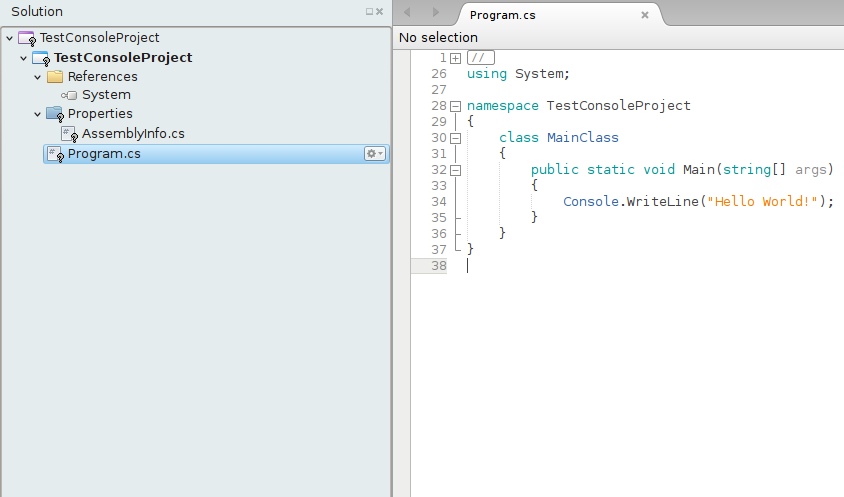 Solution
TestConsoleProject
TestConsoleProject
References
System
Properties
AssemblyInfo.cs
Program.cs
Program.cs
No selection
1 //
26 using System;
27
28 namespace TestConsoleProject
29 {
30 class MainClass
31 {
32 public static void Main(string[] args)
33 {
34 Console.WriteLine("Hello World!");
35 }
36 }
37 }
38